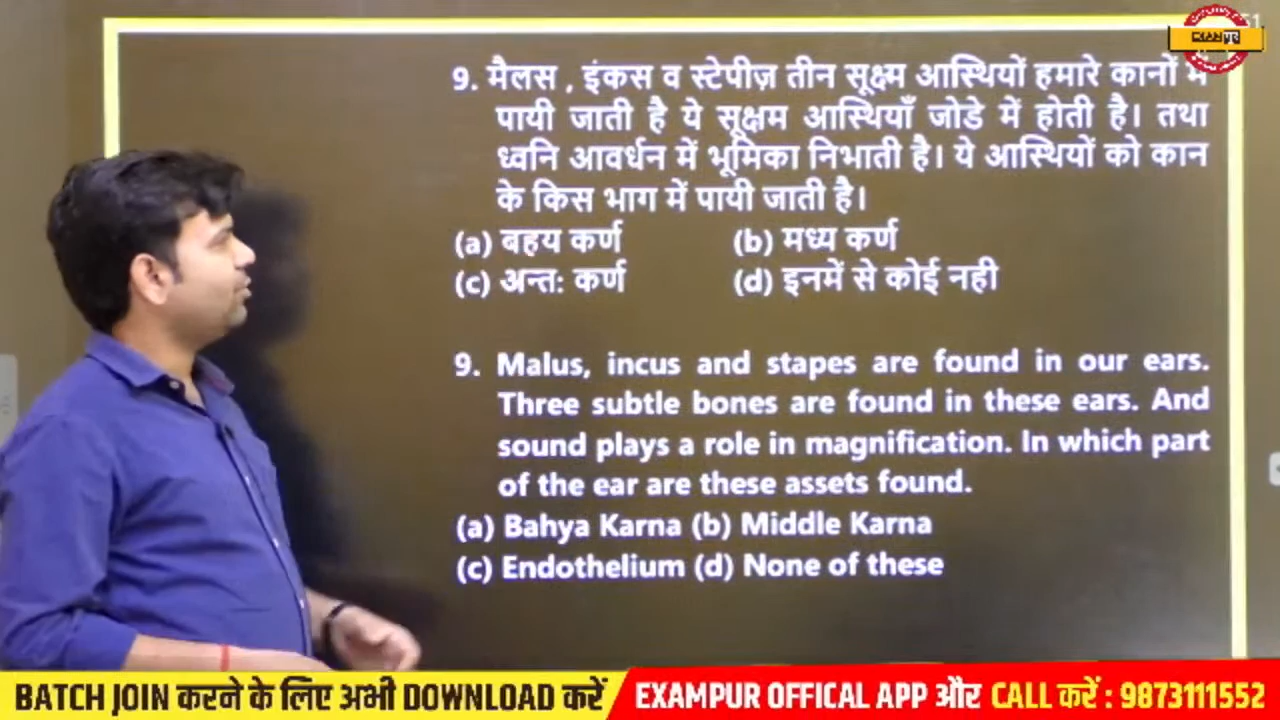 9. मैलस , इंकस व स्टेपीज़ तीन सूक्ष्म आस्थियों हमारे कानों में
पायी जाती है ये सूक्षम आस्थियाँ जोडे में होती है। तथा
ध्वनि आवर्धन में भूमिका निभाती है। ये आस्थियों को कान
के किस भाग में पायी जाती है।
(a) बहय कर्ण (b) मध्य कर्ण
(c) अन्त: कर्ण (d) इनमें से कोई नही
9. Malus, incus and stapes are found in our ears.
Three subtle bones are found in these ears. And
sound plays a role in magnification. In which part
of the ear are these assets found.
(a) Bahya Karna (b) Middle Karna
(c) Endothelium (d) None of these
BATCH JOIN करने के लिए अभी DOWNLOAD करें
EXAMPUR OFFICAL APP और CALL करें : 9873111552